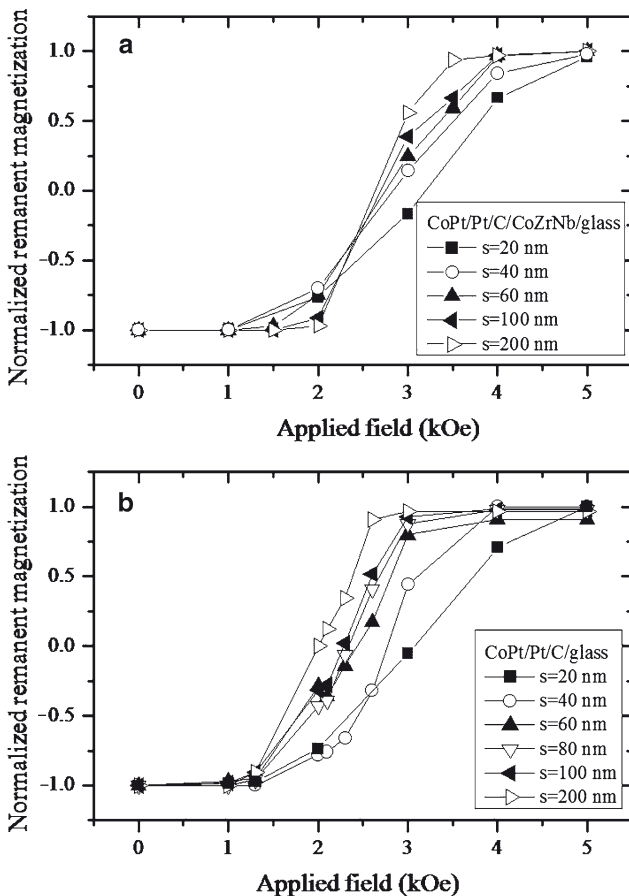 a
Normalized remanent magnetization
1.0
0.5
0.0
−0.5
−1.0
CoPt/Pt/C/CoZrNb/glass
s=20 nm
s=40 nm
s=60 nm
s=100 nm
s=200 nm
0 1 2 3 4 5
Applied field (kOe)
b
Normalized remanent magnetization
1.0
0.5
0.0
−0.5
−1.0
CoPt/Pt/C/glass
s=20 nm
s=40 nm
s=60 nm
s=80 nm
s=100 nm
s=200 nm
0 1 2 3 4 5
Applied field (kOe)